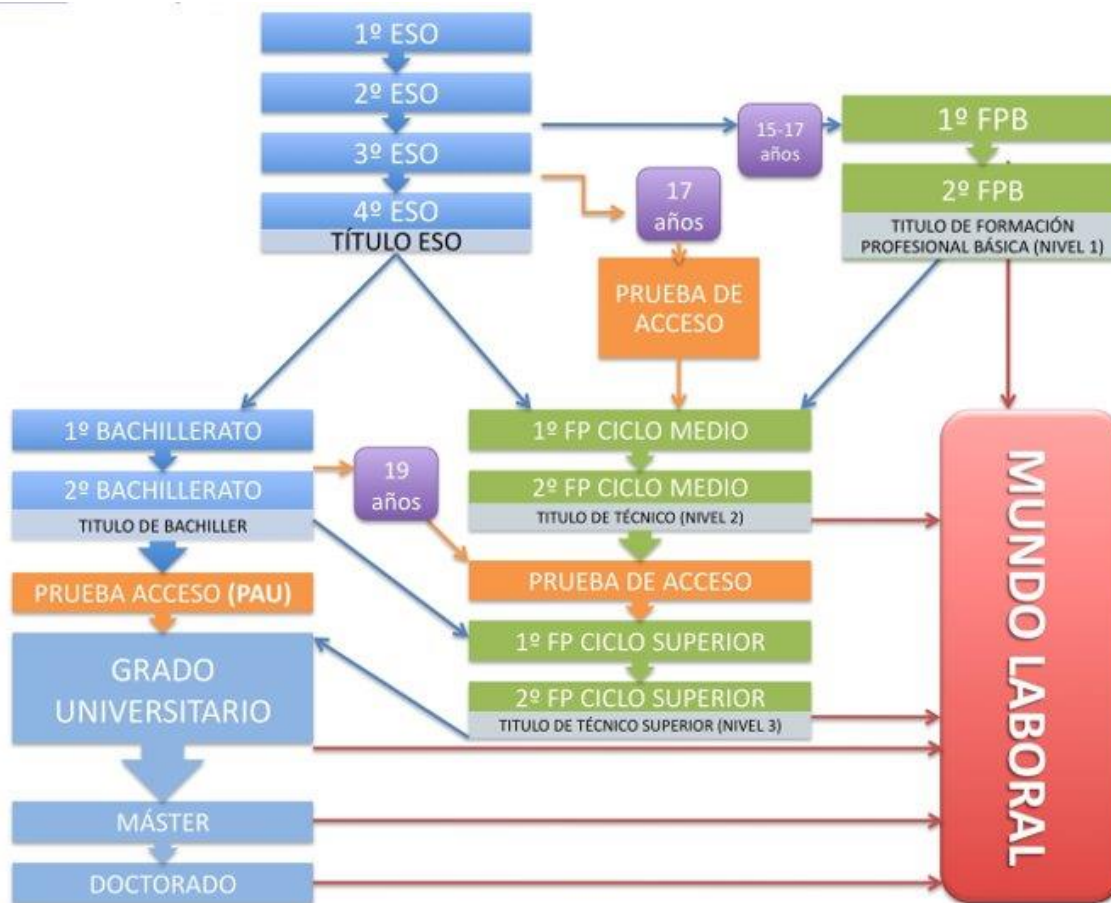 1º ESO
2º ESO
3º ESO
4º ESO
TÍTULO ESO
15-17
años
17
años
PRUEBA DE
ACCESO
1º FPB
2º FPB
TITULO DE FORMACIÓN
PROFESIONAL BÁSICA (NIVEL 1)
1º BACHILLERATO
2º BACHILLERATO
TITULO DE BACHILLER
PRUEBA ACCESO (PAU)
GRADO
UNIVERSITARIO
MÁSTER
DOCTORADO
19
años
1º FP CICLO MEDIO
2º FP CICLO MEDIO
TITULO DE TÉCNICO (NIVEL 2)
PRUEBA DE ACCESO
1º FP CICLO SUPERIOR
2º FP CICLO SUPERIOR
TITULO DE TÉCNICO SUPERIOR (NIVEL 3)
MUNDO LABORAL